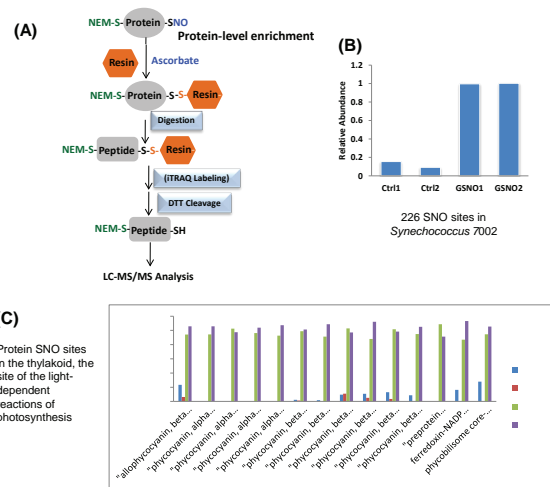 (A)
NEM-S- Protein -SNO
Protein-level enrichment
Resin
Ascorbate
NEM-S- Protein -S-S- Resin
Digestion
NEM-S- Peptide -S-S- Resin
(iTRAQ Labeling)
DTT Cleavage
NEM-S- Peptide -SH
LC-MS/MS Analysis
(B)
Relative Abundance
1.2
1
0.8
0.6
0.4
0.2
0
Ctrl1 Ctrl2 GSNO1 GSNO2
226 SNO sites in
Synechococcus 7002
(C)
Protein SNO sites
in the thylakoid, the
site of the light-
dependent
reactions of
photosynthesis
"allophycocyanin, beta...
"phycocyanin, alpha...
"phycocyanin, alpha...
"phycocyanin, alpha...
"phycocyanin, alpha...
"phycocyanin, beta...
"phycocyanin, beta...
"phycocyanin, beta...
"phycocyanin, beta...
"phycocyanin, beta...
"phycocyanin, beta...
"preprotein...
ferredoxin-NADP...
phycobilisome core-...